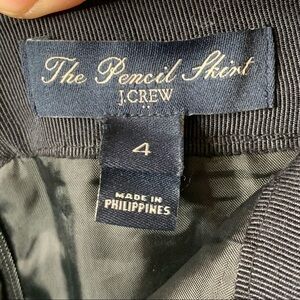 The Pencil Skirt
J.CREW
4
MADE IN
PHILIPPINES